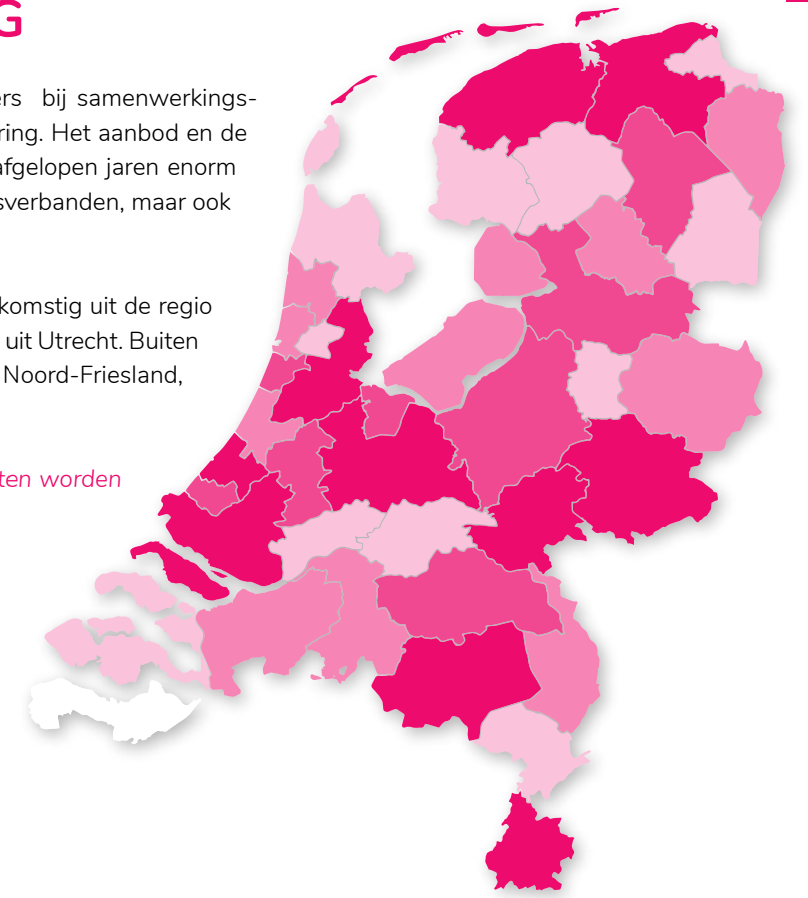 G
ers bij samenwerkings-
ring. Het aanbod en de
afgelopen jaren enorm
sverbanden, maar ook
komstig uit de regio
uit Utrecht. Buiten
Noord-Friesland,
ten worden